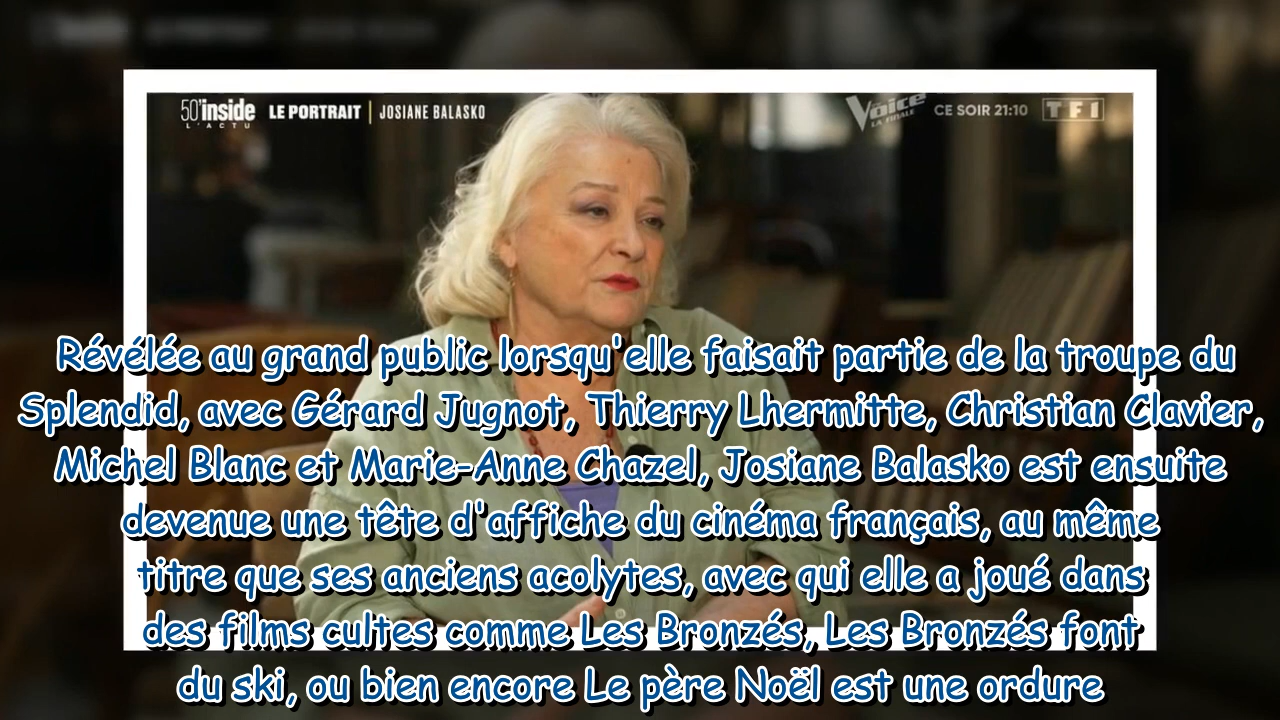 50'inside LE PORTRAIT | JOSIANE BALASKO
L'ACTU
The Voice LA FINALE CE SOIR 21:10 TF1
Révélée au grand public lorsqu'elle faisait partie de la troupe du
Splendid, avec Gérard Jugnot, Thierry Lhermitte, Christian Clavier,
Michel Blanc et Marie-Anne Chazel, Josiane Balasko est ensuite
devenue une tête d'affiche du cinéma français, au même
titre que ses anciens acolytes, avec qui elle a joué dans
des films cultes comme Les Bronzés, Les Bronzés font
du ski, ou bien encore Le père Noël est une ordure